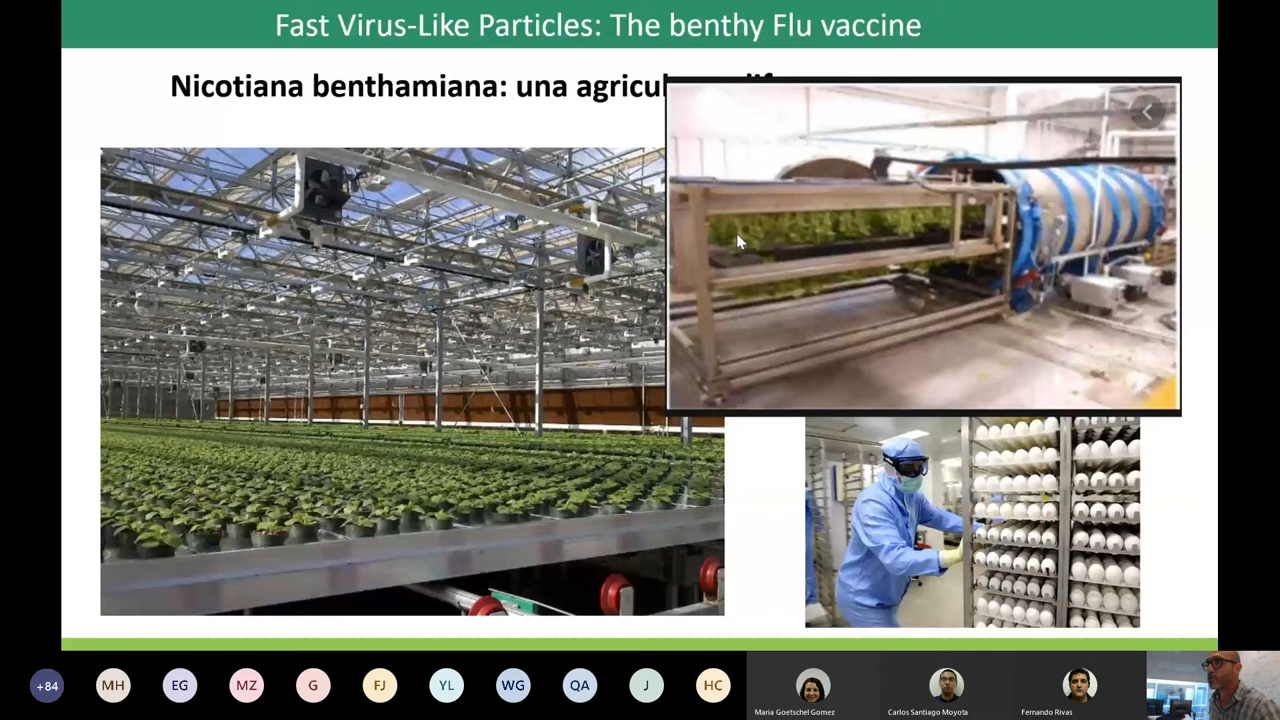 Fast Virus-Like Particles: The benthy Flu vaccine
Nicotiana benthamiana: una
+84
MH
EG
MZ
G
FJ
YL
WG
QA
J
HC
Maria Goetschel Gomez
Carlos Santiago Moyota
Fernando Rivas